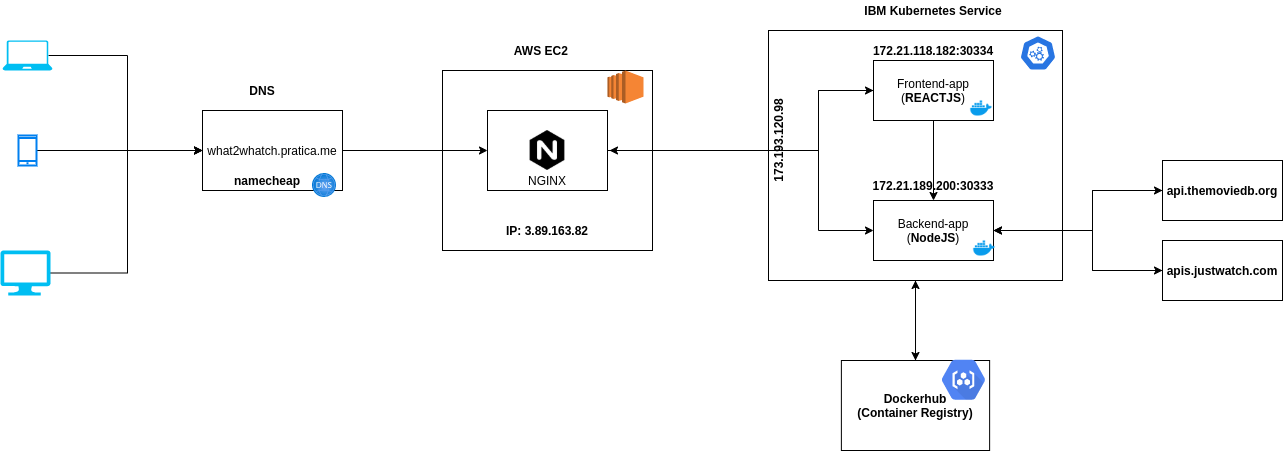 IBM Kubernetes Service
AWS EC2
DNS
what2whatch.pratica.me
namecheap
DNS
NGINX
IP: 3.89.163.82
173.193.120.98
172.21.118.182:30334
Frontend-app
(REACTJS)
172.21.189.200:30333
Backend-app
(NodeJS)
api.themoviedb.org
apis.justwatch.com
Dockerhub
(Container Registry)